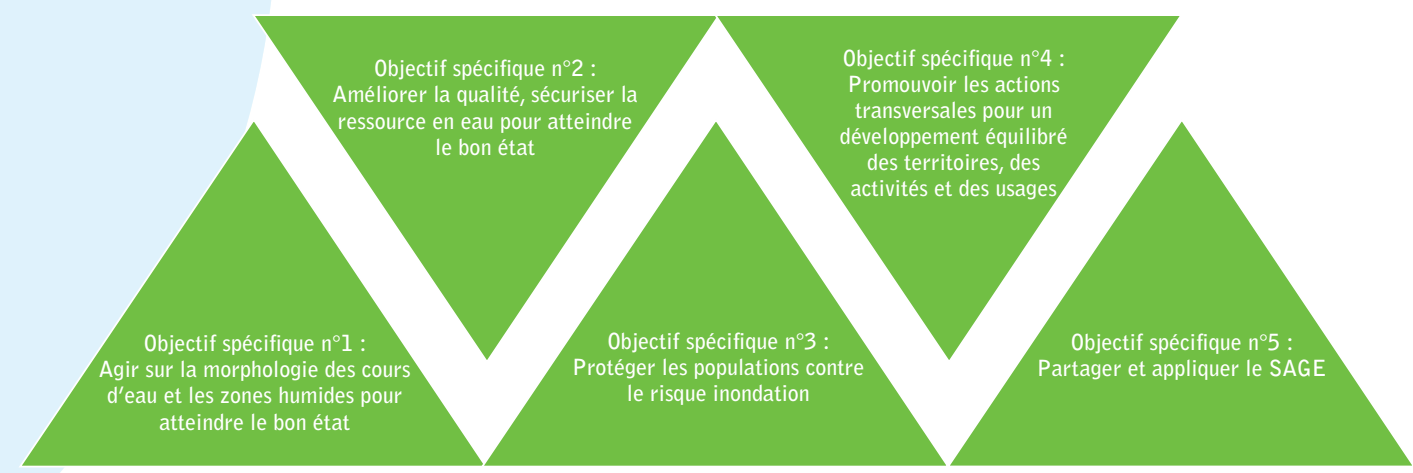 Objectif spécifique n°1 :
Agir sur la morphologie des cours
d'eau et les zones humides pour
atteindre le bon état
Objectif spécifique n°2 :
Améliorer la qualité, sécuriser la
ressource en eau pour atteindre
le bon état
Objectif spécifique n°3 :
Protéger les populations contre
le risque inondation
Objectif spécifique n°4 :
Promouvoir les actions
transversales pour un
développement équilibré
des territoires, des
activités et des usages
Objectif spécifique n°5 :
Partager et appliquer le SAGE